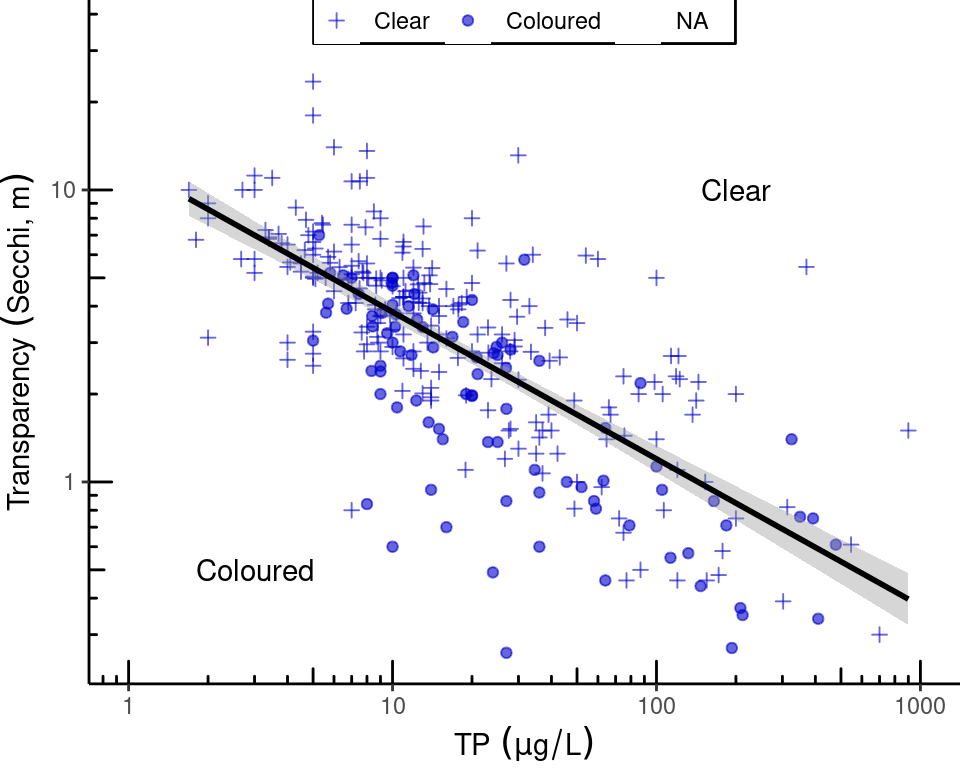 Clear Coloured NA
Transparency (Secchi, m)
10
1
Clear
Coloured
1 10 100 1000
TP (µg/L)